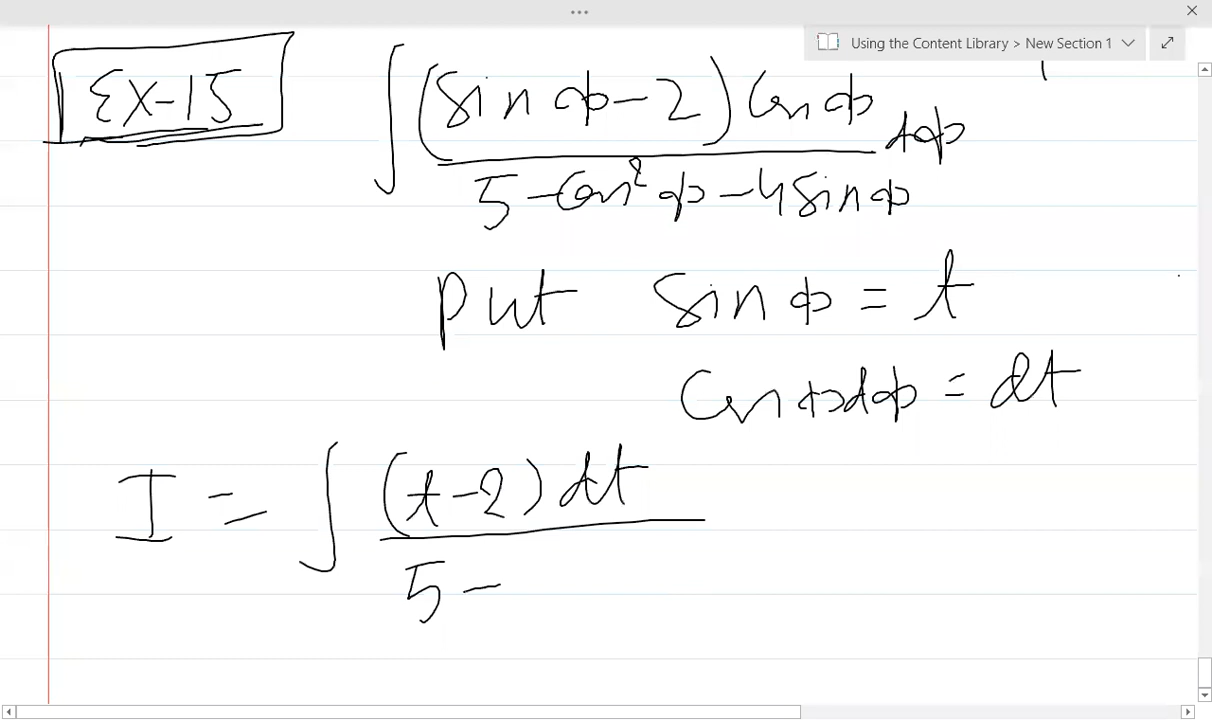 Using the Content Library > New Section 1
Ex-15 ∫ (sin φ - 2) cos φ / 5 - cos² φ - 4 sin φ dφ
put sin φ = t
cos φ dφ = dt
I = ∫ (t - 2) dt / 5 -